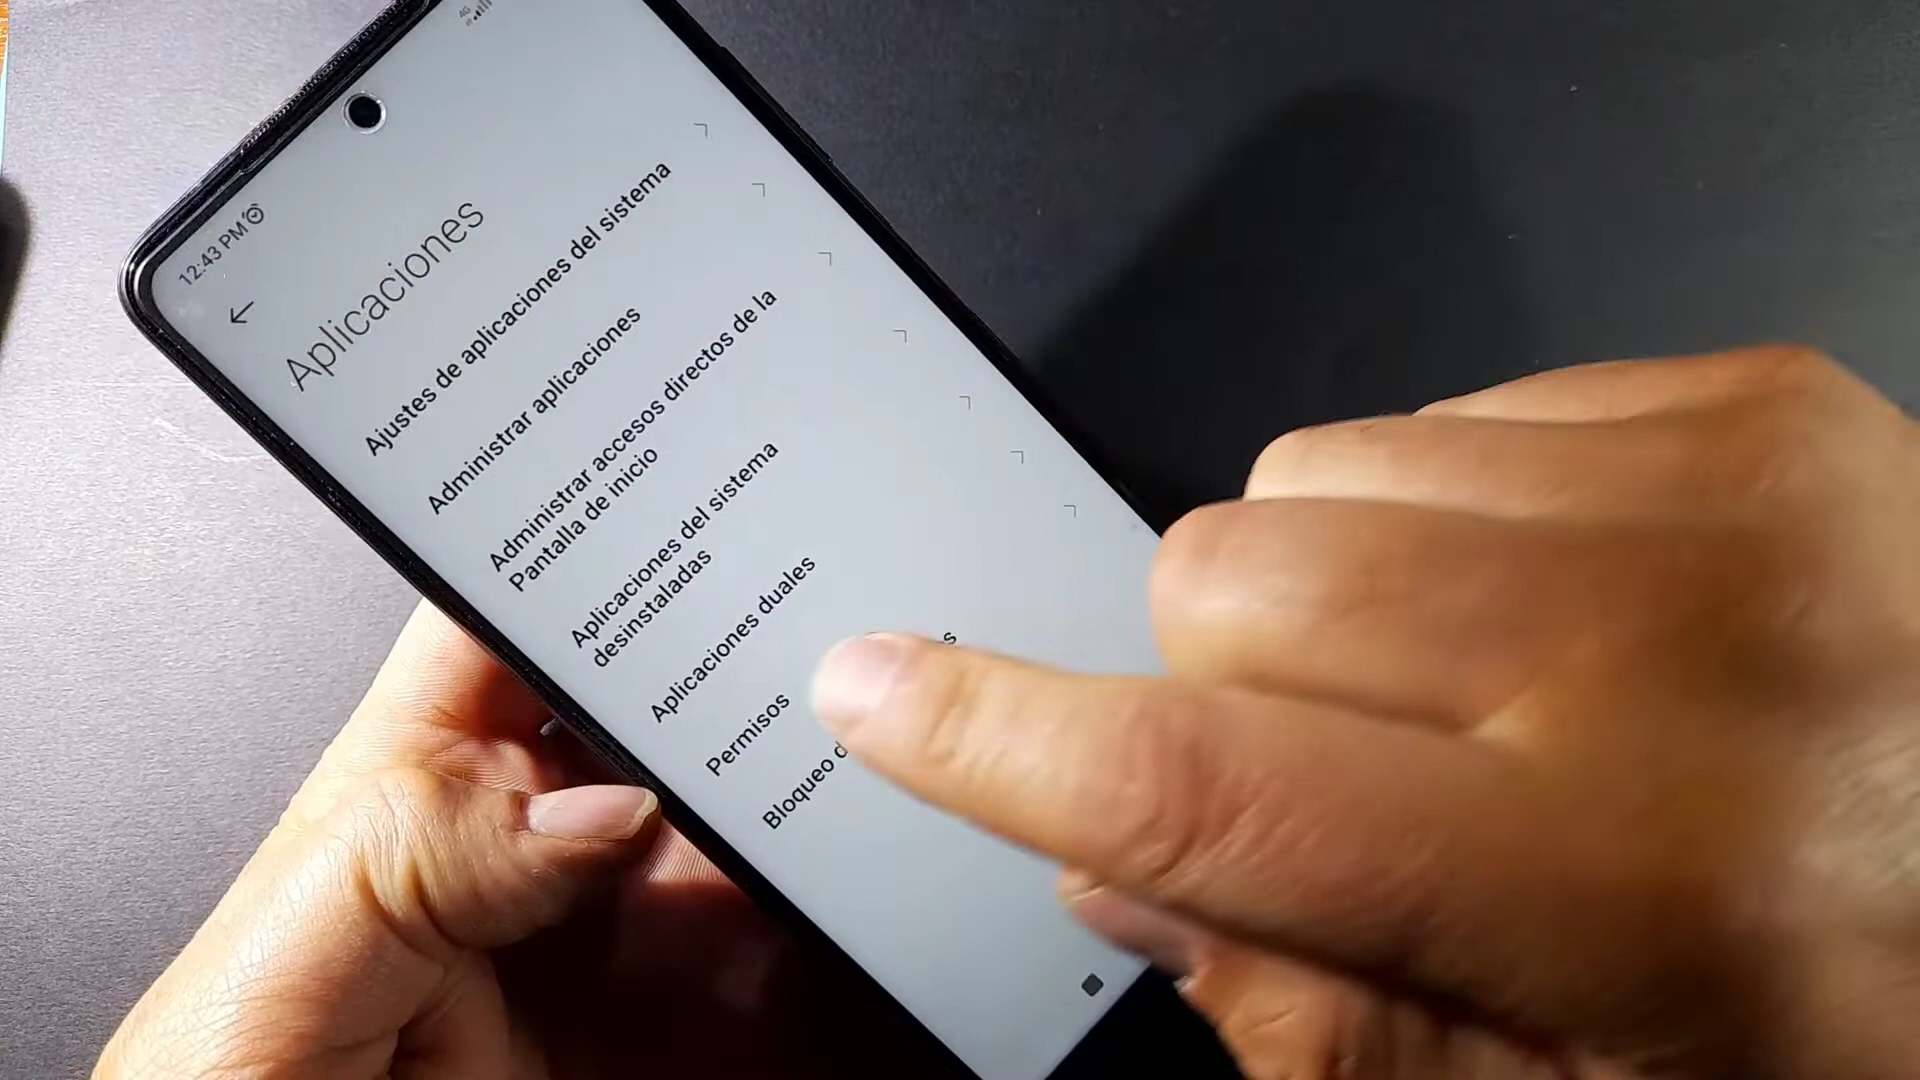 12:43 PM
4G
Aplicaciones
Ajustes de aplicaciones del sistema
Administrar aplicaciones
Administrar accesos directos de la
Pantalla de inicio
Aplicaciones del sistema
desinstaladas
Aplicaciones duales
Permisos
Bloqueo